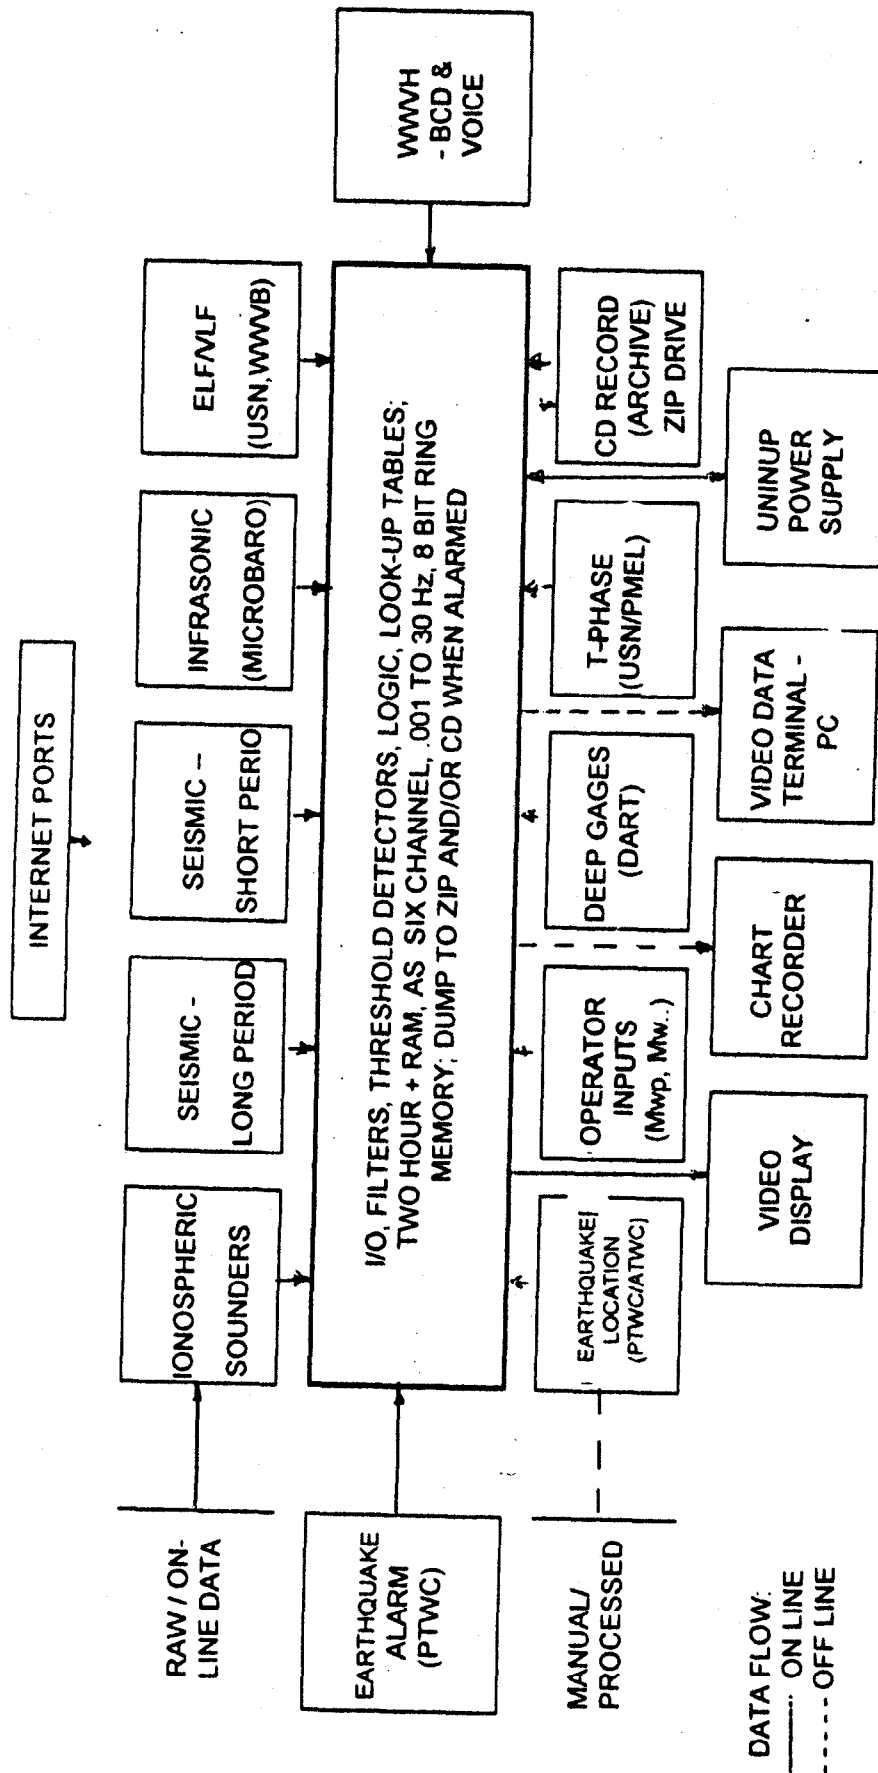 INTERNET PORTS
RAW / ON-
LINE DATA
IONOSPHERIC
SOUNDERS
SEISMIC -
LONG PERIOD
SEISMIC –
SHORT PERIO
INFRASONIC
(MICROBARO)
ELF/VLF
(USN,WWVB)
EARTHQUAKE
ALARM
(PTWC)
I/O, FILTERS, THRESHOLD DETECTORS, LOGIC, LOOK-UP TABLES;
TWO HOUR + RAM, AS SIX CHANNEL, .001 TO 30 Hz, 8 BIT RING
MEMORY; DUMP TO ZIP AND/OR CD WHEN ALARMED
WWVH
- BCD &
VOICE
MANUAL/
PROCESSED
EARTHQUAKE
LOCATION
(PTWC/ATWC)
OPERATOR
INPUTS
(Mwp, Mw..)
DEEP GAGES
(DART)
T-PHASE
(USN/PMEL)
CD RECORD
(ARCHIVE)
ZIP DRIVE
VIDEO
DISPLAY
CHART
RECORDER
VIDEO DATA
TERMINAL -
PC
UNINUP
POWER
SUPPLY
DATA FLOW:
ON LINE
OFF LINE